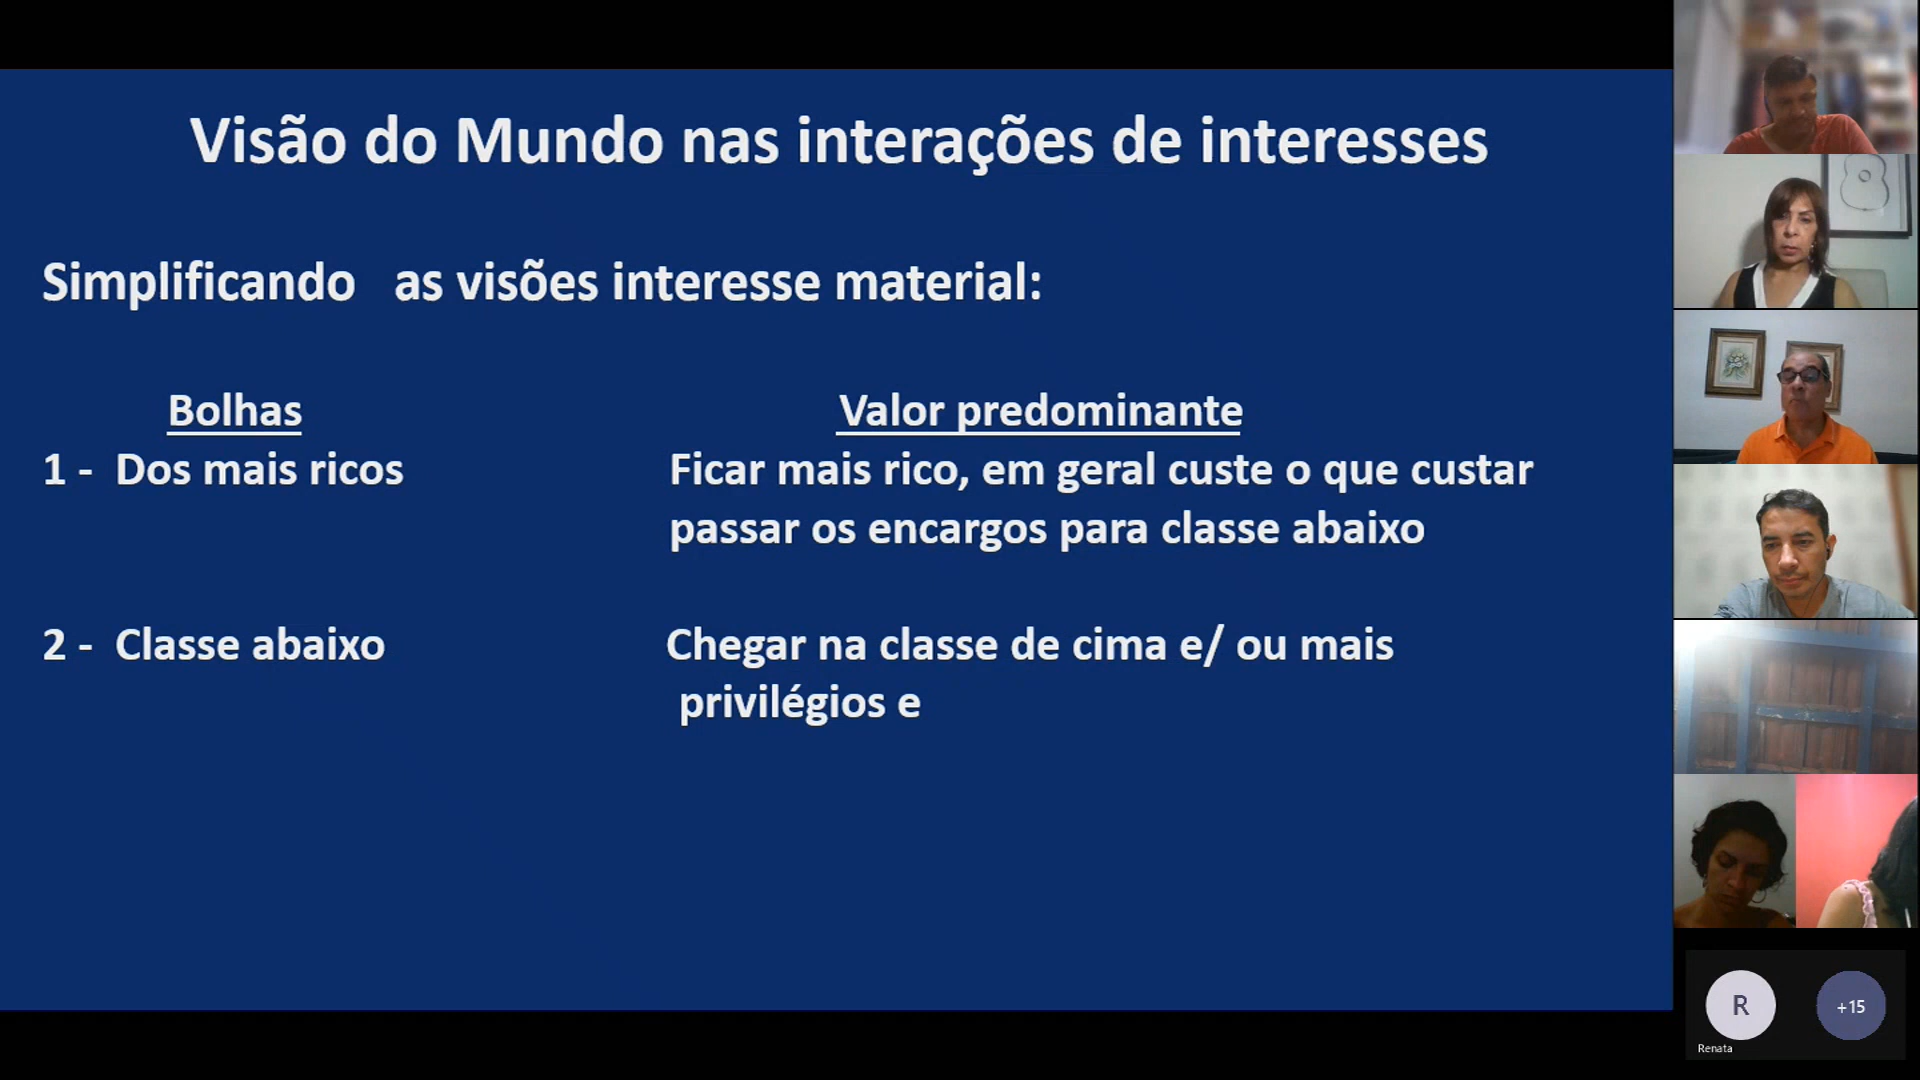 Visão do Mundo nas interações de interesses
Simplificando as visões interesse material:
Bolhas Valor predominante
1 - Dos mais ricos Ficar mais rico, em geral custe o que custar
passar os encargos para classe abaixo
2 - Classe abaixo Chegar na classe de cima e/ ou mais
privilégios e
R +15
Renata